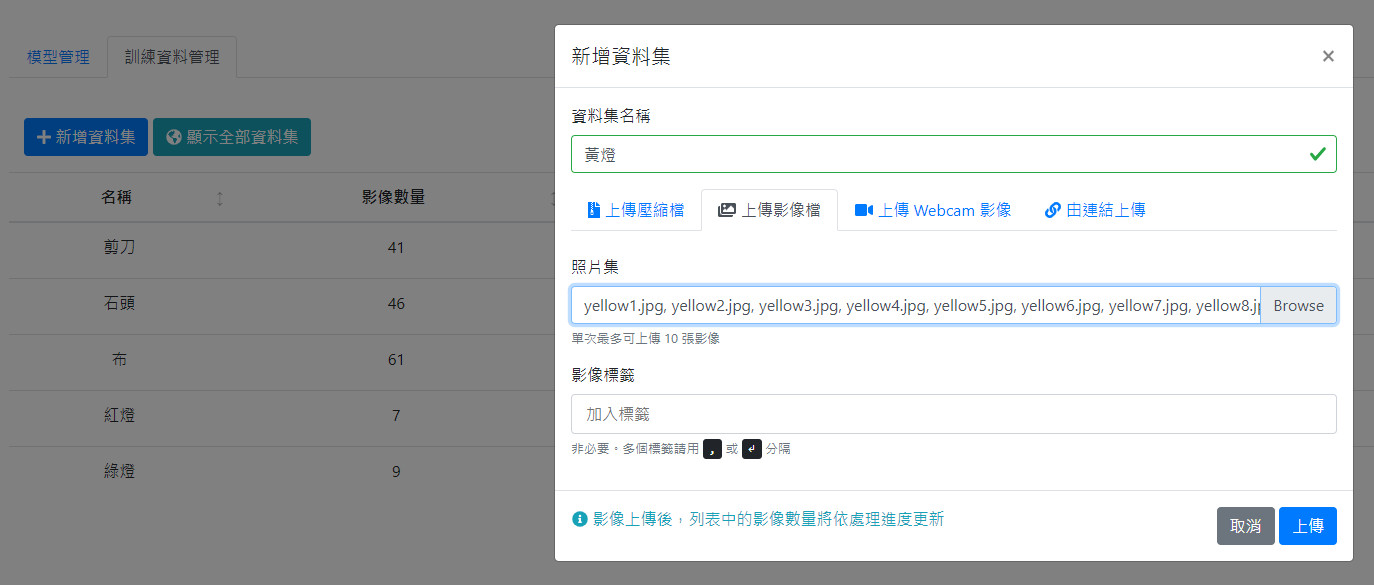 模型管理
訓練資料管理
新增資料集
顯示全部資料集
名稱 影像數量
剪刀 41
石頭 46
布 61
紅燈 7
綠燈 9
新增資料集
×
資料集名稱
黃燈
上傳壓縮檔
上傳影像檔
上傳 Webcam 影像
由連結上傳
照片集
yellow1.jpg, yellow2.jpg, yellow3.jpg, yellow4.jpg, yellow5.jpg, yellow6.jpg, yellow7.jpg, yellow8.j
Browse
單次最多可上傳 10 張影像
影像標籤
加入標籤
非必要。多個標籤請用 , 或 ↵ 分隔
影像上傳後，列表中的影像數量將依處理進度更新
取消
上傳